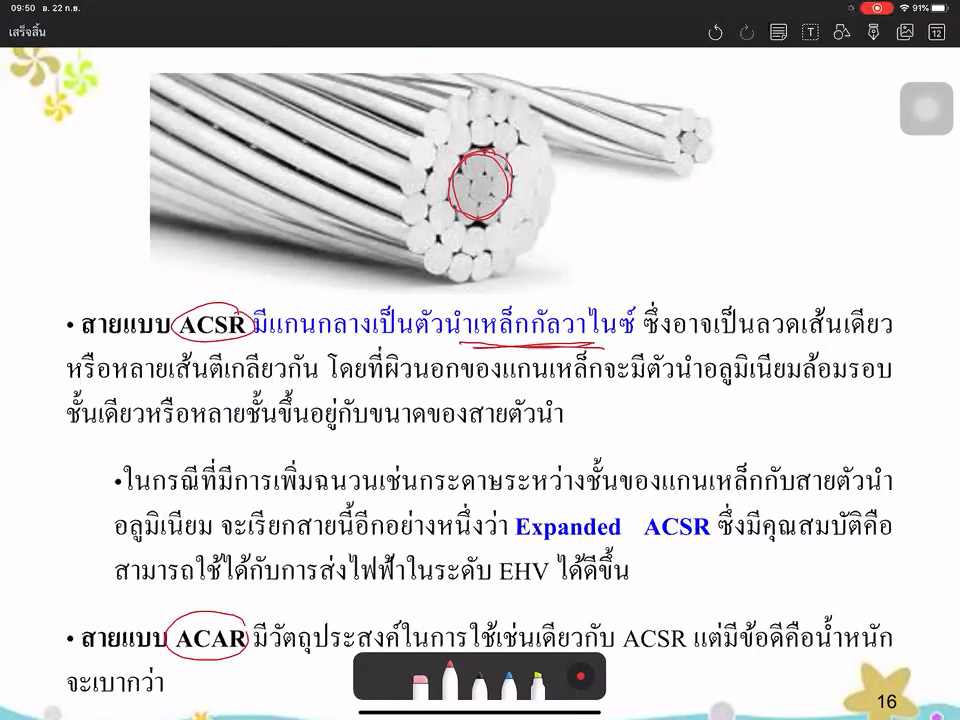 09:50 อ. 22 ก.ย.
91%
เสร็จสิ้น
12
• สายแบบ ACSR มีแกนกลางเป็นตัวนำเหล็กกัลวาไนซ์ ซึ่งอาจเป็นลวดเส้นเดียว
หรือหลายเส้นตีเกลียวกัน โดยที่ผิวนอกของแกนเหล็กจะมีตัวนำอลูมิเนียมล้อมรอบ
ชั้นเดียวหรือหลายชั้นขึ้นอยู่กับขนาดของสายตัวนำ
•ในกรณีที่มีการเพิ่มฉนวนเช่นกระดาษระหว่างชั้นของแกนเหล็กกับสายตัวนำ
อลูมิเนียม จะเรียกสายนี้อีกอย่างหนึ่งว่า Expanded ACSR ซึ่งมีคุณสมบัติคือ
สามารถใช้ได้กับการส่งไฟฟ้าในระดับ EHV ได้ดีขึ้น
• สายแบบ ACAR มีวัตถุประสงค์ในการใช้เช่นเดียวกับ ACSR แต่มีข้อดีคือน้ำหนัก
จะเบากว่า
16